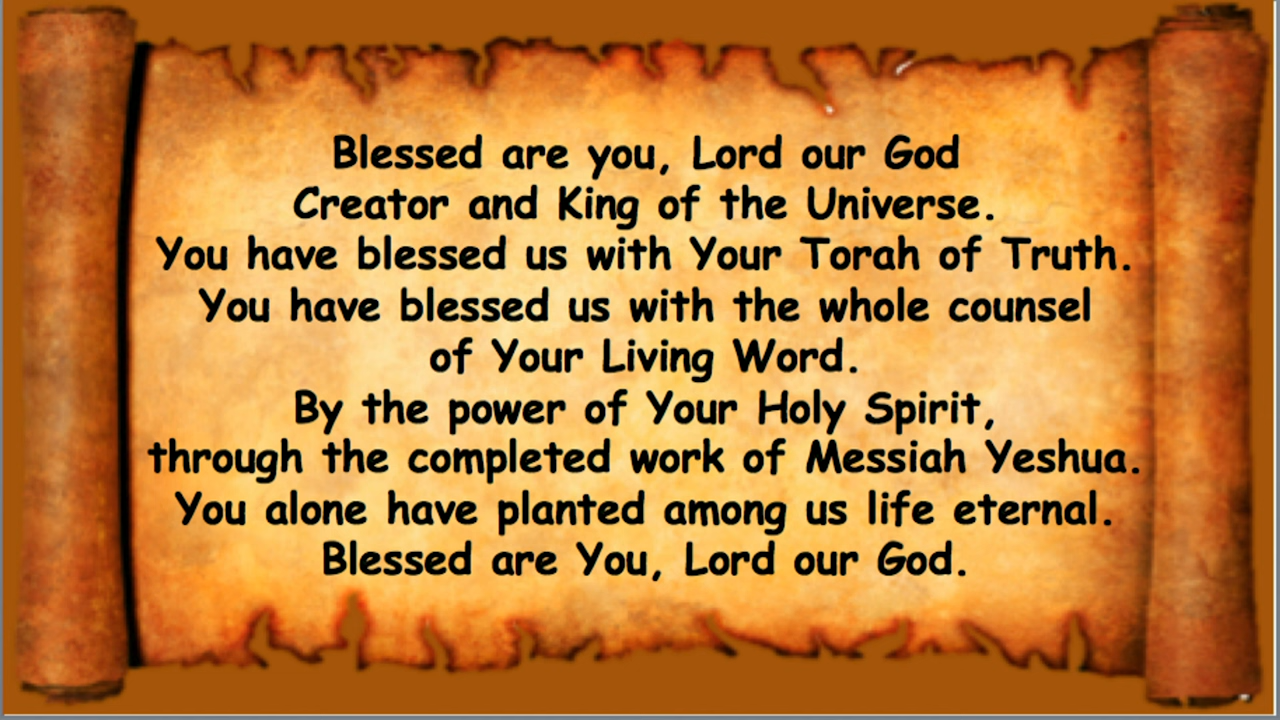 Blessed are you, Lord our God
Creator and King of the Universe.
You have blessed us with Your Torah of Truth.
You have blessed us with the whole counsel
of Your Living Word.
By the power of Your Holy Spirit,
through the completed work of Messiah Yeshua.
You alone have planted among us life eternal.
Blessed are You, Lord our God.